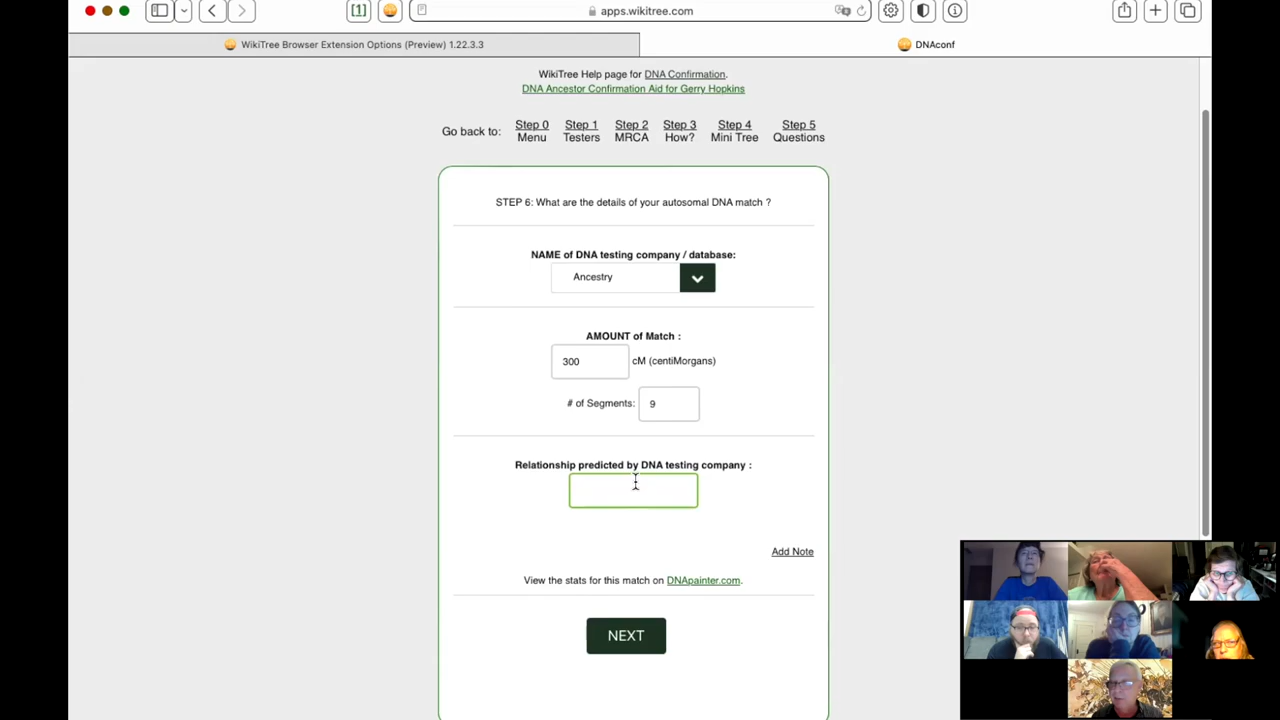 [1]
apps.wikitree.com
WikiTree Browser Extension Options (Preview) 1.22.3.3
DNAconf
WikiTree Help page for DNA Confirmation.
DNA Ancestor Confirmation Aid for Gerry Hopkins
Go back to:
Step 0 Step 1 Step 2 Step 3 Step 4 Step 5
Menu Testers MRCA How? Mini Tree Questions
STEP 6: What are the details of your autosomal DNA match ?
NAME of DNA testing company / database:
Ancestry
AMOUNT of Match :
300 cM (centiMorgans)
# of Segments: 9
Relationship predicted by DNA testing company :
Add Note
View the stats for this match on DNApainter.com.
NEXT